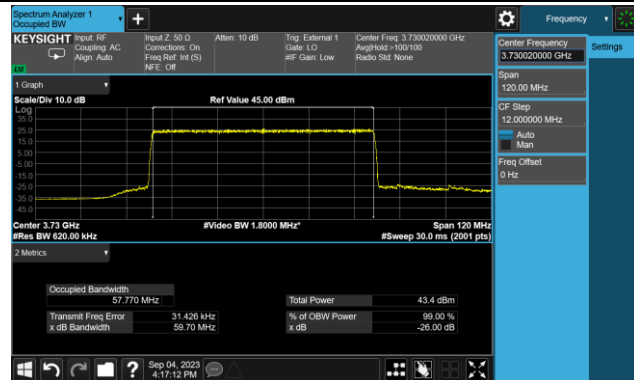 Spectrum Analyzer 1
Occupied BW
Frequency
KEYSIGHT
Input: RF
Coupling: AC
Align: Auto
Input Z: 50 Ω
Corrections: On
Freq Ref: Int (S)
NFE: Off
Atten: 10 dB
Trig: External 1
Gate: LO
#IF Gain: Low
Center Freq: 3.730020000 GHz
Avg|Hold:>100/100
Radio Std: None
Center Frequency
3.730020000 GHz
Settings
Span
120.00 MHz
CF Step
12.000000 MHz
Auto
Man
Freq Offset
0 Hz
1 Graph
Scale/Div 10.0 dB
Ref Value 45.00 dBm
Log
35.0
25.0
15.0
5.00
-5.00
-15.0
-25.0
-35.0
-45.0
Center 3.73 GHz
#Video BW 1.8000 MHz*
Span 120 MHz
#Res BW 620.00 kHz
#Sweep 30.0 ms (2001 pts)
2 Metrics
Occupied Bandwidth
57.770 MHz
Total Power
43.4 dBm
Transmit Freq Error
31.426 kHz
% of OBW Power
99.00 %
x dB Bandwidth
59.70 MHz
x dB
-26.00 dB
Sep 04, 2023
4:17:12 PM